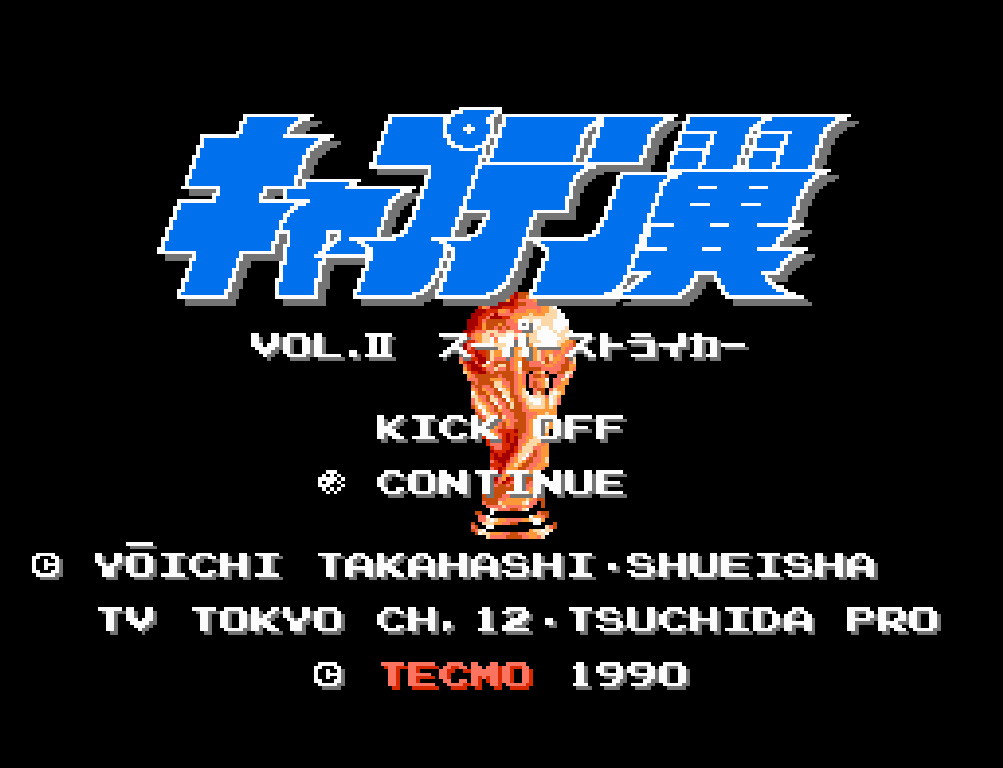 キャプテン翼
VOL.II スーパーストライカー
KICK OFF
CONTINUE
© YŌICHI TAKAHASHI・SHUEISHA
TV TOKYO CH.12・TSUCHIDA PRO
© TECMO 1990